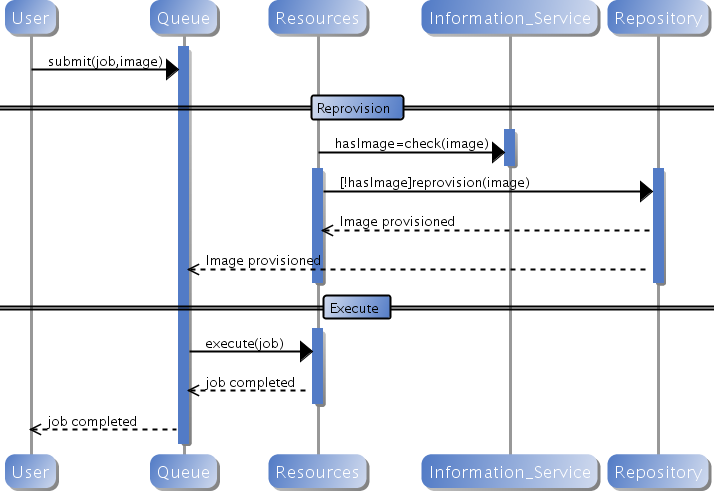 User Queue Resources Information_Service Repository
submit(job,image)
Reprovision
hasImage=check(image)
[!hasImage]reprovision(image)
Image provisioned
Image provisioned
Execute
execute(job)
job completed
job completed
User Queue Resources Information_Service Repository